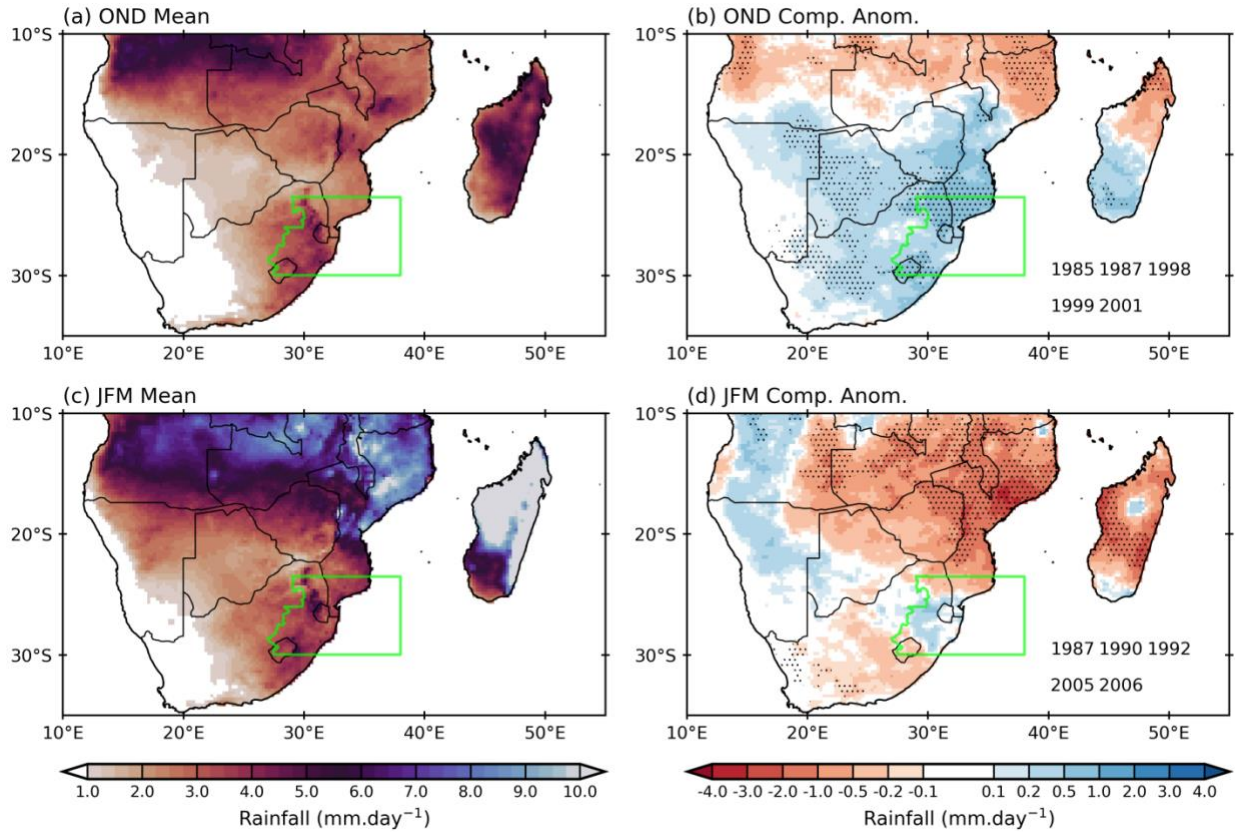 (a) OND Mean
(b) OND Comp. Anom.
10°S
10°S
20°S
20°S
30°S
30°S
1985 1987 1998
1999 2001
10°E 20°E 30°E 40°E 50°E
10°E 20°E 30°E 40°E 50°E
(c) JFM Mean
(d) JFM Comp. Anom.
10°S
10°S
20°S
20°S
30°S
30°S
1987 1990 1992
2005 2006
10°E 20°E 30°E 40°E 50°E
10°E 20°E 30°E 40°E 50°E
1.0 2.0 3.0 4.0 5.0 6.0 7.0 8.0 9.0 10.0
-4.0 -3.0 -2.0 -1.0 -0.5 -0.2 -0.1 0.1 0.2 0.5 1.0 2.0 3.0 4.0
Rainfall (mm.day⁻¹)
Rainfall (mm.day⁻¹)